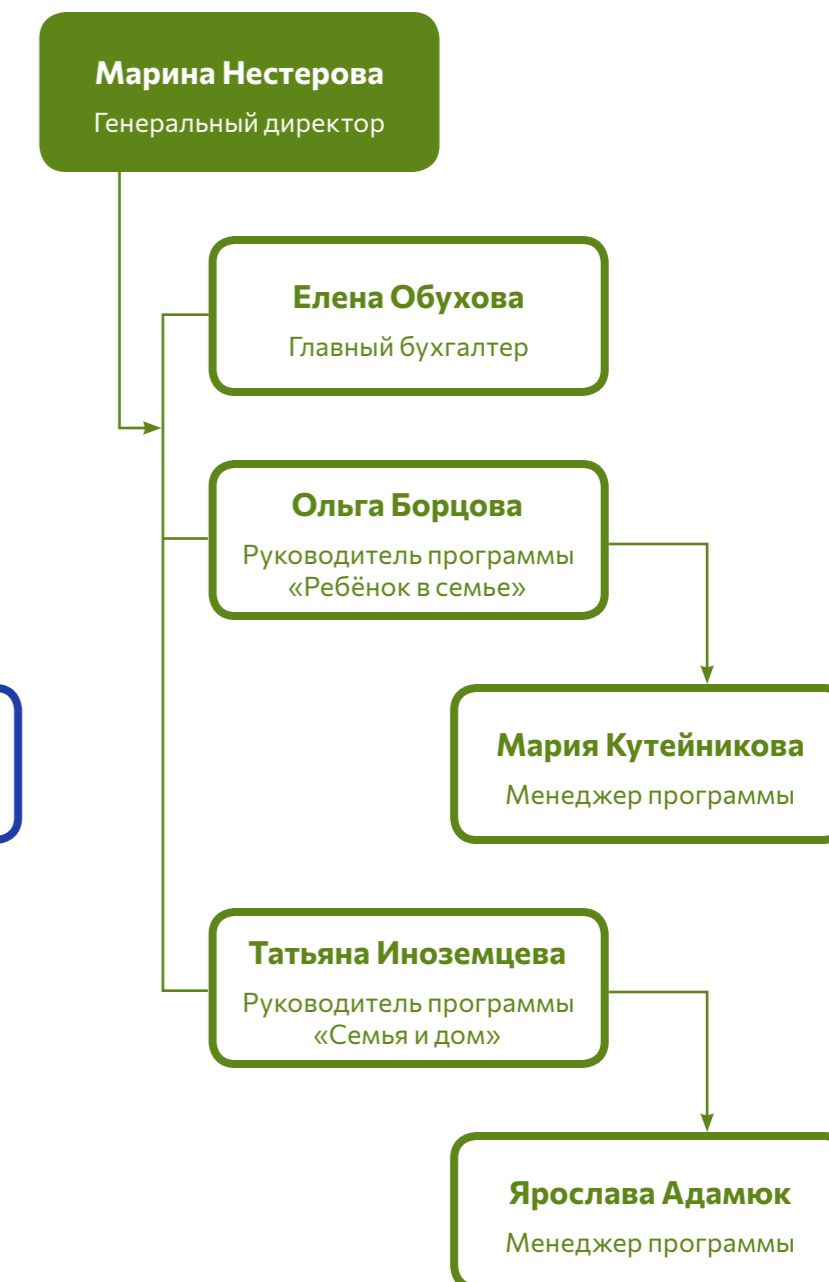 Марина Нестерова
Генеральный директор
Елена Обухова
Главный бухгалтер
Ольга Борцова
Руководитель программы
«Ребёнок в семье»
Мария Кутейникова
Менеджер программы
Татьяна Иноземцева
Руководитель программы
«Семья и дом»
Ярослава Адамюк
Менеджер программы